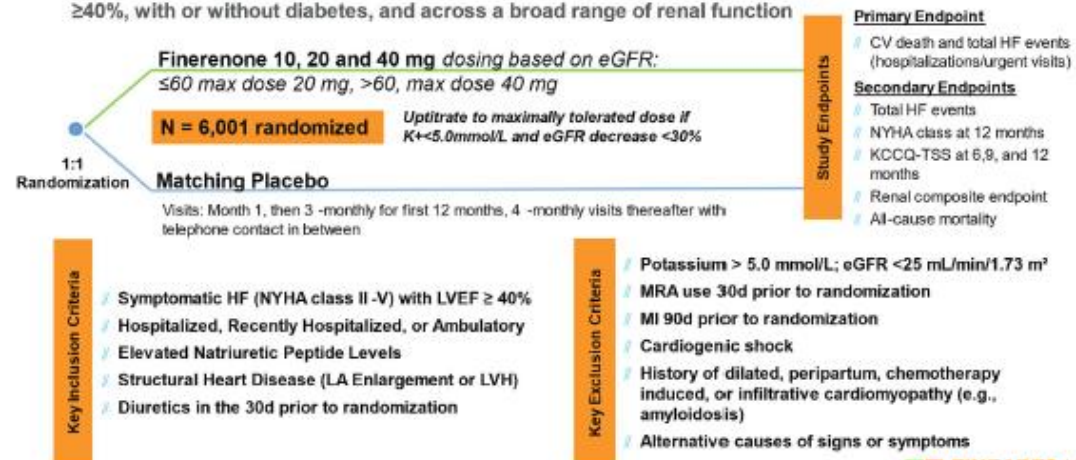 ≥40%, with or without diabetes, and across a broad range of renal function
Finerenone 10, 20 and 40 mg dosing based on eGFR:
≤60 max dose 20 mg, >60, max dose 40 mg
N = 6,001 randomized
Uptitrate to maximally tolerated dose if
K+<5.0mmol/L and eGFR decrease <30%
1:1
Randomization
Matching Placebo
Visits: Month 1, then 3 -monthly for first 12 months, 4 -monthly visits thereafter with
telephone contact in between
Study Endpoints
Primary Endpoint
CV death and total HF events
(hospitalizations/urgent visits)
Secondary Endpoints
Total HF events
NYHA class at 12 months
KCCQ-TSS at 6,9, and 12
months
Renal composite endpoint
All-cause mortality
Key Inclusion Criteria
Symptomatic HF (NYHA class II -V) with LVEF ≥ 40%
Hospitalized, Recently Hospitalized, or Ambulatory
Elevated Natriuretic Peptide Levels
Structural Heart Disease (LA Enlargement or LVH)
Diuretics in the 30d prior to randomization
Key Exclusion Criteria
Potassium > 5.0 mmol/L; eGFR <25 mL/min/1.73 m²
MRA use 30d prior to randomization
MI 90d prior to randomization
Cardiogenic shock
History of dilated, peripartum, chemotherapy
induced, or infiltrative cardiomyopathy (e.g.,
amyloidosis)
Alternative causes of signs or symptoms